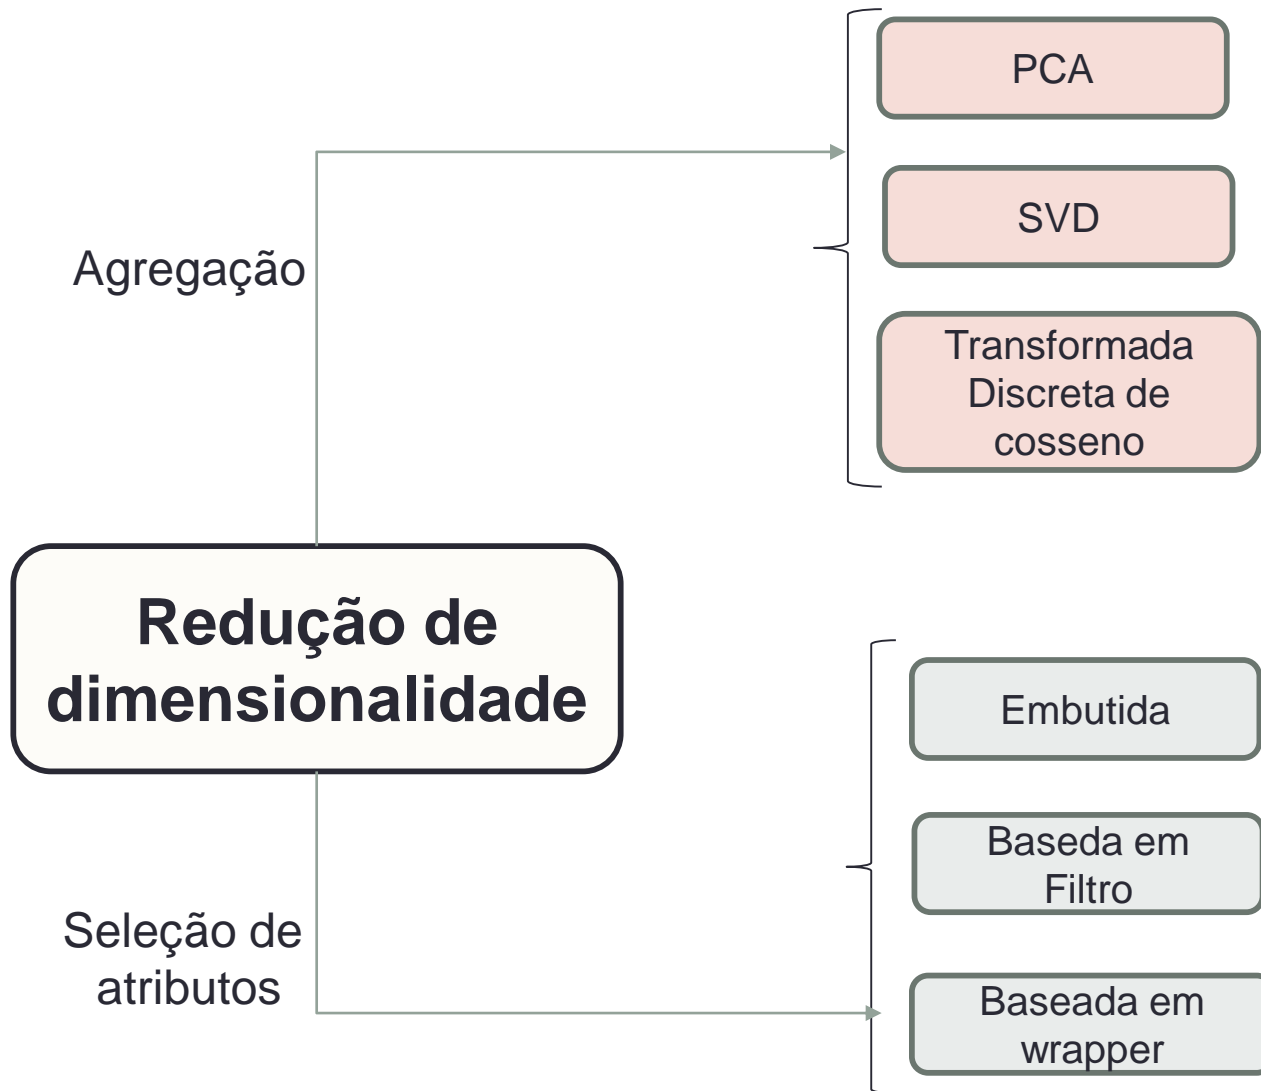 PCA
SVD
Agregação
Transformada
Discreta de
cosseno
Redução de
dimensionalidade
Embutida
Baseda em
Filtro
Seleção de
atributos
Baseada em
wrapper